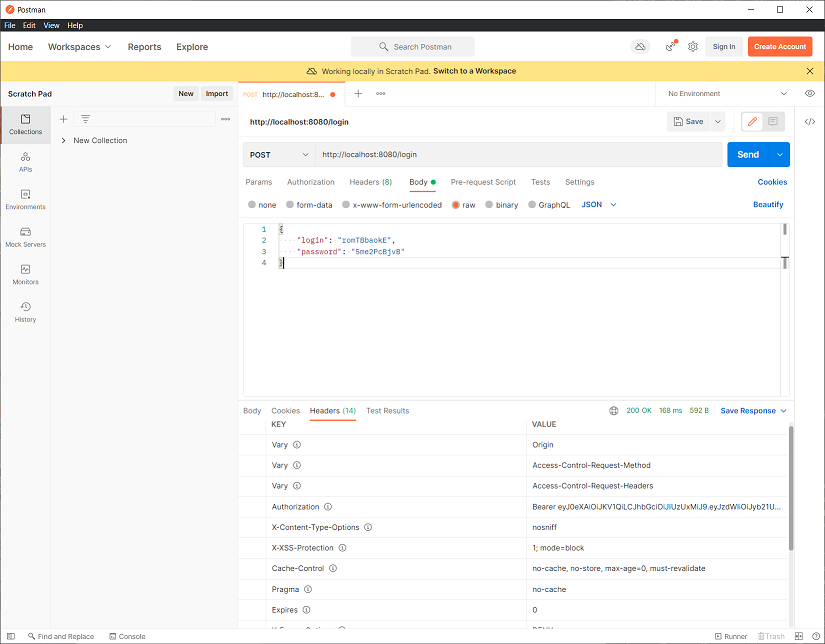 Postman
File Edit View Help
Home Workspaces Reports Explore Search Postman Sign In Create Account
Working locally in Scratch Pad. Switch to a Workspace
Scratch Pad New Import POST http://localhost:8... No Environment
Collections
APIs
Environments
Mock Servers
Monitors
History
New Collection
http://localhost:8080/login Save
POST http://localhost:8080/login Send
Params Authorization Headers (8) Body Pre-request Script Tests Settings Cookies
none form-data x-www-form-urlencoded raw binary GraphQL JSON Beautify
1 {
2 "login": "romTBbaokE",
3 "password": "5me2PcBjvB"
4 }
Body Cookies Headers (14) Test Results 200 OK 168 ms 592 B Save Response
KEY VALUE
Vary Origin
Vary Access-Control-Request-Method
Vary Access-Control-Request-Headers
Authorization Bearer eyJ0eXAiOiJKV1QiLCJhbGciOiJIUzUxMiJ9.eyJzdWIiOiJyb21U...
X-Content-Type-Options nosniff
X-XSS-Protection 1; mode=block
Cache-Control no-cache, no-store, max-age=0, must-revalidate
Pragma no-cache
Expires 0
Find and Replace Console Runner Trash